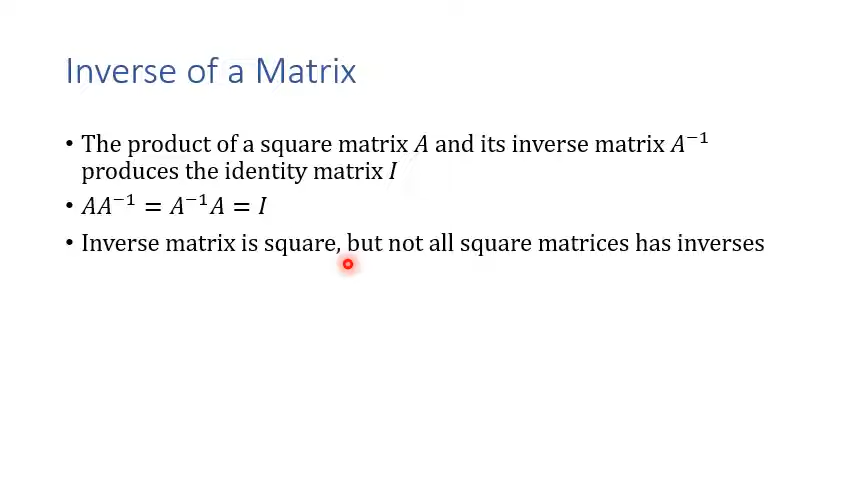 Inverse of a Matrix
• The product of a square matrix A and its inverse matrix A⁻¹
produces the identity matrix I
• AA⁻¹ = A⁻¹A = I
• Inverse matrix is square, but not all square matrices has inverses